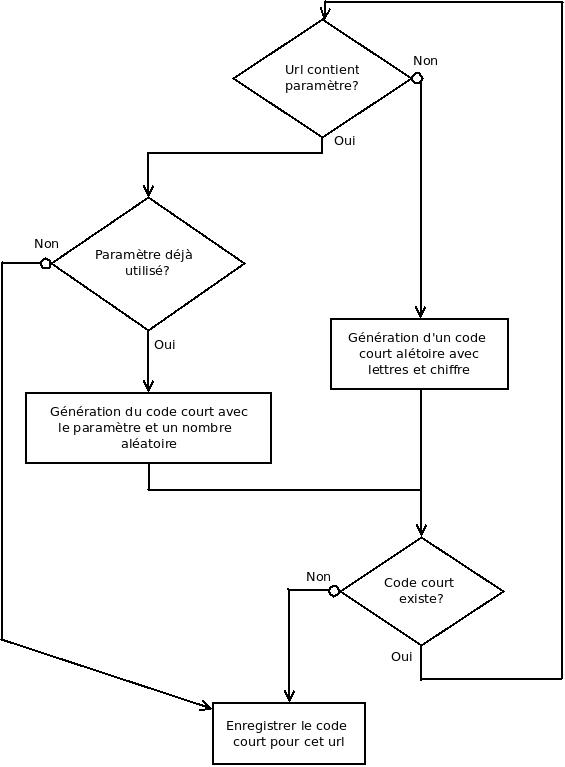 Non
Url contient
paramètre?
Oui
Non
Paramètre déjà
utilisé?
Oui
Génération d'un code
court alétoire avec
lettres et chiffre
Génération du code court avec
le paramètre et un nombre
aléatoire
Non
Code court
existe?
Oui
Enregistrer le code
court pour cet url